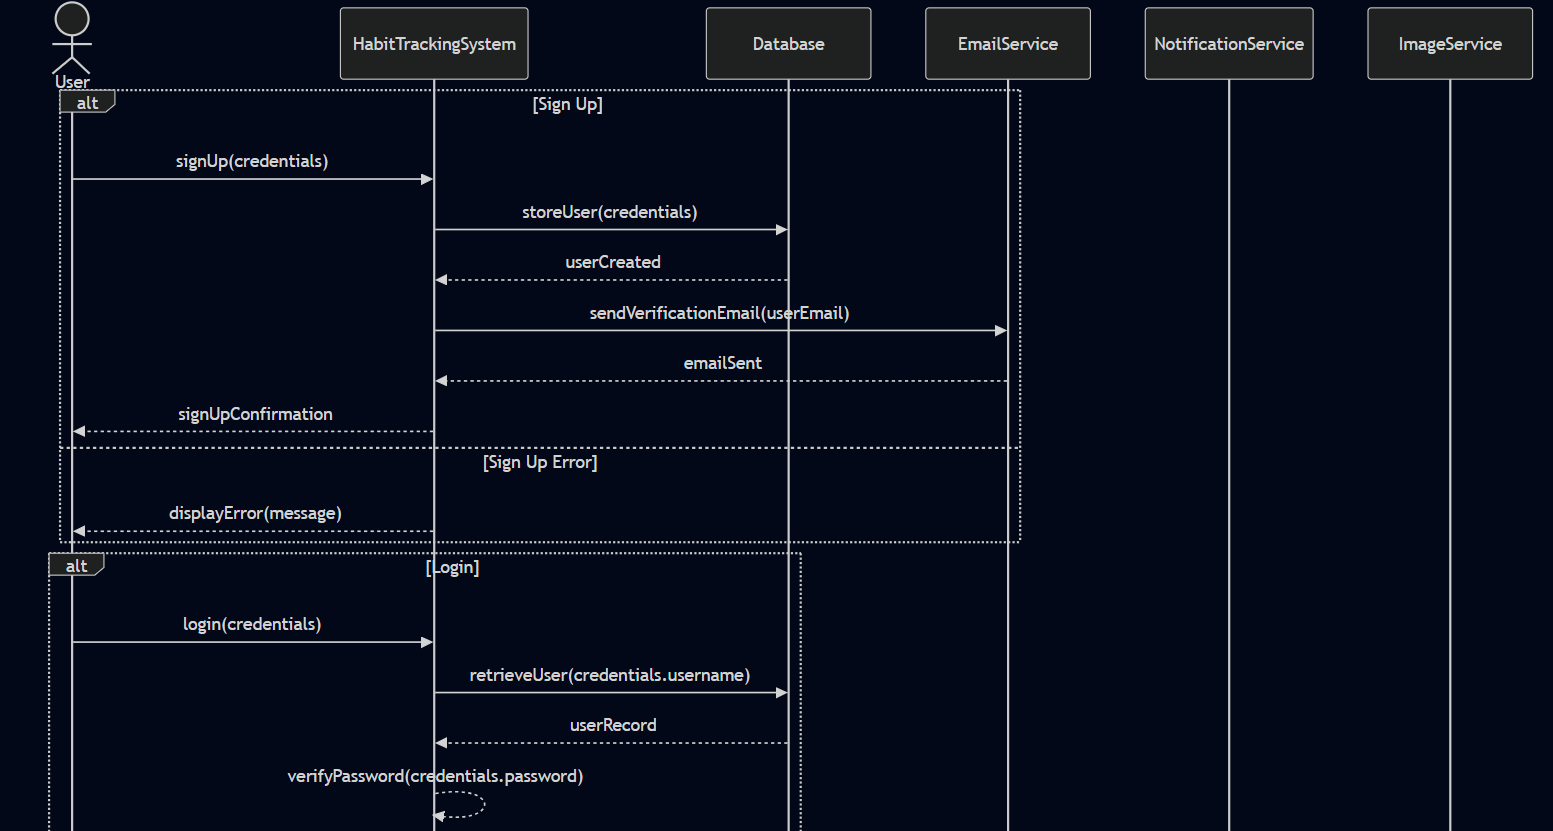 User
HabitTrackingSystem
Database
EmailService
NotificationService
ImageService
alt
[Sign Up]
signUp(credentials)
storeUser(credentials)
userCreated
sendVerificationEmail(userEmail)
emailSent
signUpConfirmation
[Sign Up Error]
displayError(message)
alt
[Login]
login(credentials)
retrieveUser(credentials.username)
userRecord
verifyPassword(credentials.password)